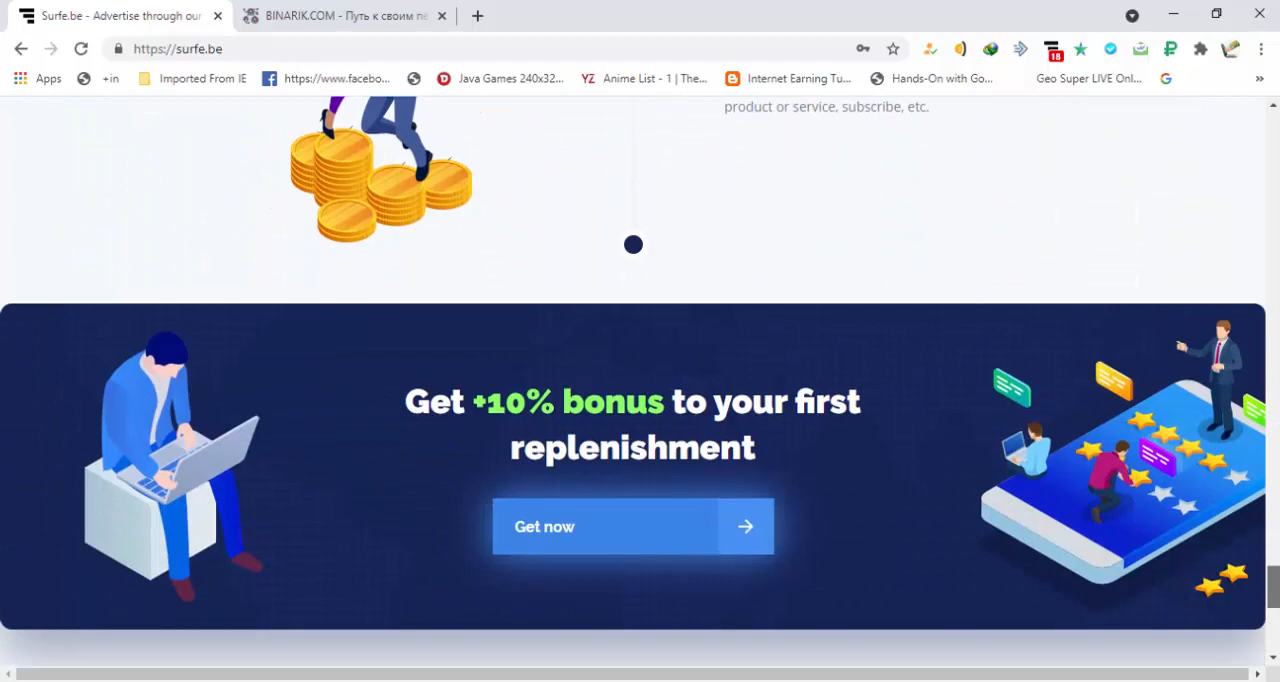 Surfe.be - Advertise through our
BINARIK.COM - Путь к своим пе
https://surfe.be
18
Apps
+in
Imported From IE
https://www.facebo...
Java Games 240x32...
YZ
Anime List - 1 | The...
Internet Earning Tu...
Hands-On with Go...
Geo Super LIVE Onl...
»
product or service, subscribe, etc.
Get +10% bonus to your first
replenishment
Get now